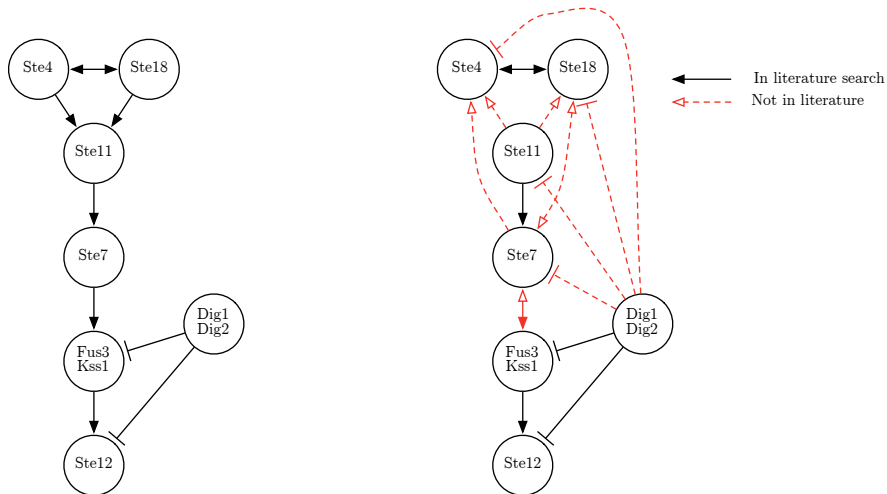 Ste4
Ste18
Ste11
Ste7
Dig1
Dig2
Fus3
Kss1
Ste12
Ste4
Ste18
Ste11
Ste7
Dig1
Dig2
Fus3
Kss1
Ste12
In literature search
Not in literature